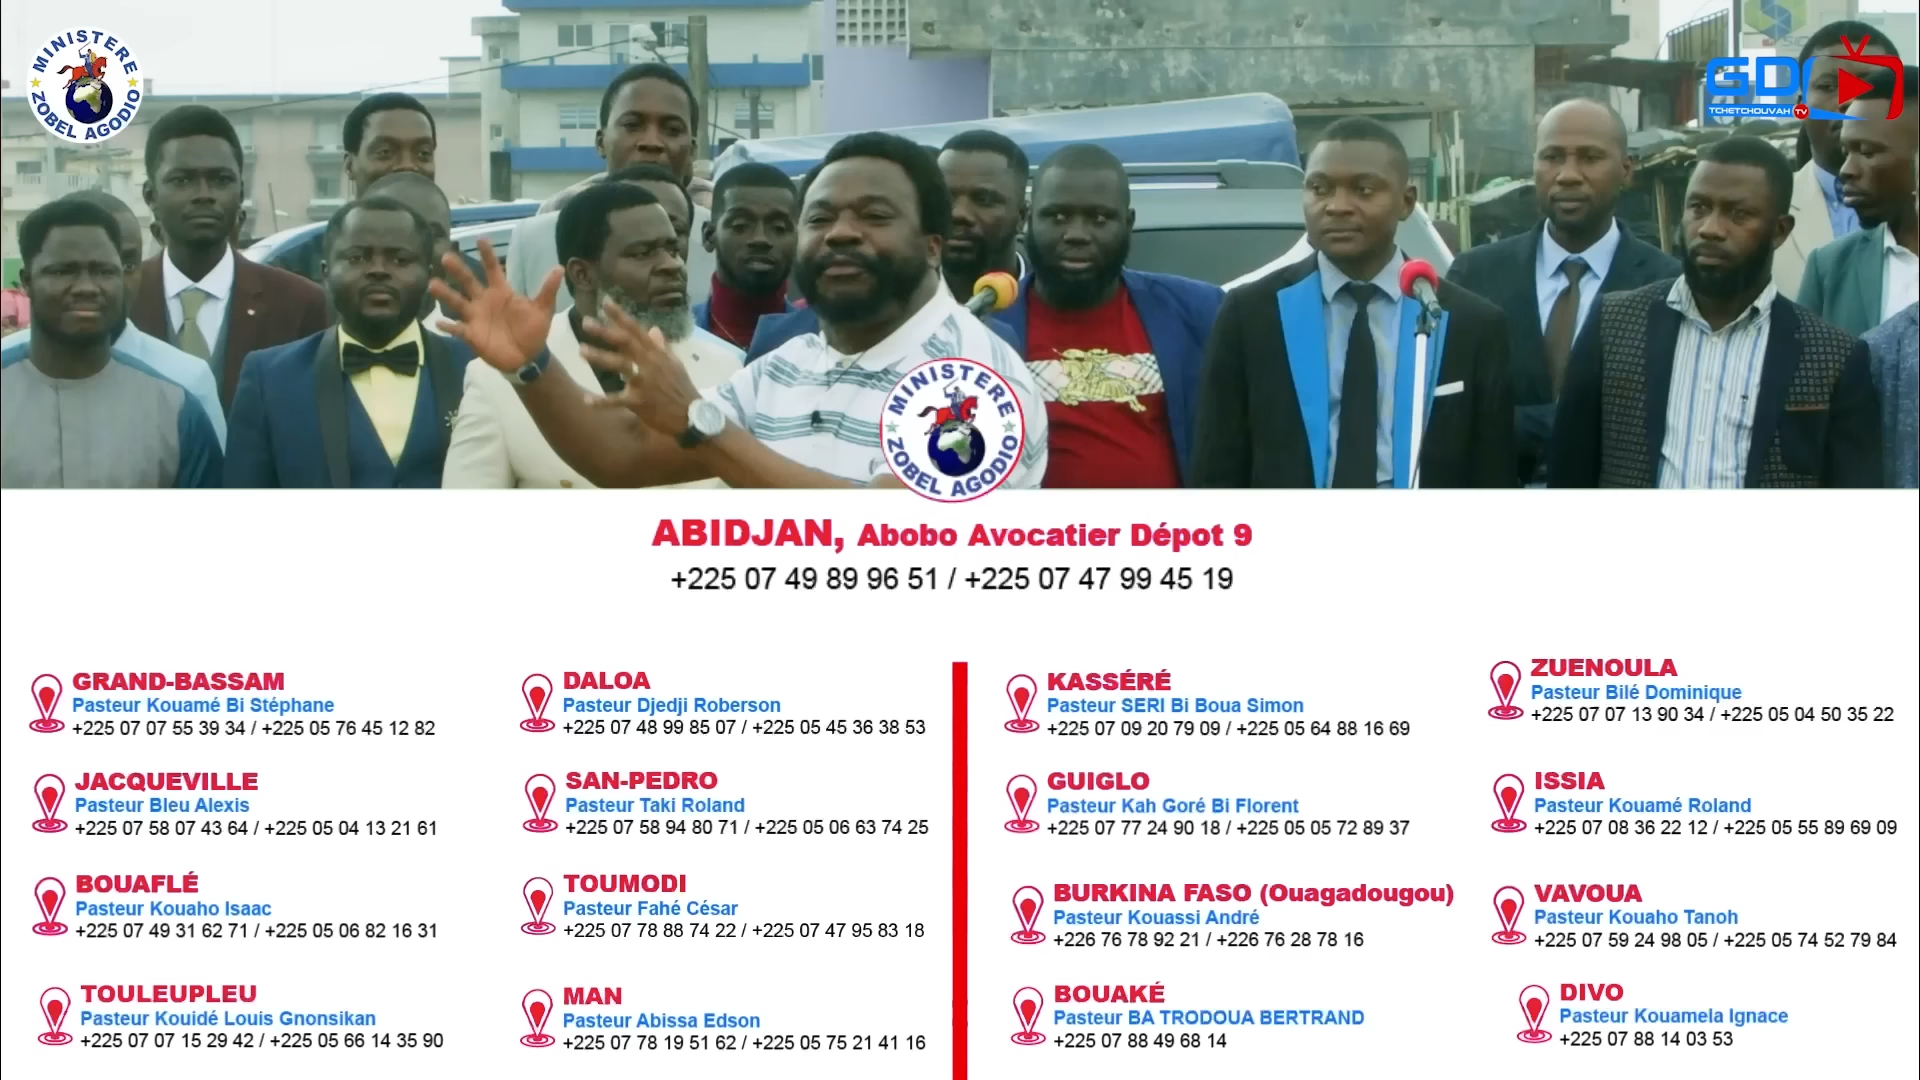 MINISTERE
ZOBEL AGODIO
GD
TCHETCHOUVAH TV
MINISTERE
ZOBEL AGODIO
ABIDJAN, Abobo Avocatier Dépot 9
+225 07 49 89 96 51 / +225 07 47 99 45 19
GRAND-BASSAM
Pasteur Kouamé Bi Stéphane
+225 07 07 55 39 34 / +225 05 76 45 12 82
JACQUEVILLE
Pasteur Bleu Alexis
+225 07 58 07 43 64 / +225 05 04 13 21 61
BOUAFLÉ
Pasteur Kouaho Isaac
+225 07 49 31 62 71 / +225 05 06 82 16 31
TOULEUPLEU
Pasteur Kouidé Louis Gnonsikan
+225 07 07 15 29 42 / +225 05 66 14 35 90
DALOA
Pasteur Djedji Roberson
+225 07 48 99 85 07 / +225 05 45 36 38 53
SAN-PEDRO
Pasteur Taki Roland
+225 07 58 94 80 71 / +225 05 06 63 74 25
TOUMODI
Pasteur Fahé César
+225 07 78 88 74 22 / +225 07 47 95 83 18
MAN
Pasteur Abissa Edson
+225 07 78 19 51 62 / +225 05 75 21 41 16
KASSÉRÉ
Pasteur SERI Bi Boua Simon
+225 07 09 20 79 09 / +225 05 64 88 16 69
GUIGLO
Pasteur Kah Goré Bi Florent
+225 07 77 24 90 18 / +225 05 05 72 89 37
BURKINA FASO (Ouagadougou)
Pasteur Kouassi André
+226 76 78 92 21 / +226 76 28 78 16
BOUAKÉ
Pasteur BA TRODOUA BERTRAND
+225 07 88 49 68 14
ZUENOULA
Pasteur Bilé Dominique
+225 07 07 13 90 34 / +225 05 04 50 35 22
ISSIA
Pasteur Kouamé Roland
+225 07 08 36 22 12 / +225 05 55 89 69 09
VAVOUA
Pasteur Kouaho Tanoh
+225 07 59 24 98 05 / +225 05 74 52 79 84
DIVO
Pasteur Kouamela Ignace
+225 07 88 14 03 53